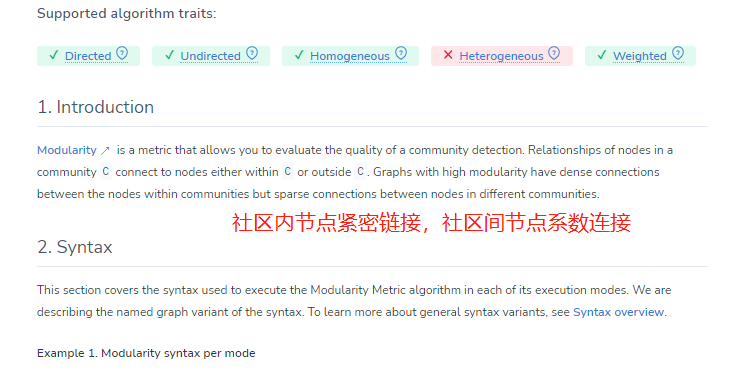 Supported algorithm traits:
Directed Undirected Homogeneous Heterogeneous Weighted
1. Introduction
Modularity is a metric that allows you to evaluate the quality of a community detection. Relationships of nodes in a
community C connect to nodes either within C or outside C. Graphs with high modularity have dense connections
between the nodes within communities but sparse connections between nodes in different communities.
社区内节点紧密链接，社区间节点系数连接
2. Syntax
This section covers the syntax used to execute the Modularity Metric algorithm in each of its execution modes. We are
describing the named graph variant of the syntax. To learn more about general syntax variants, see Syntax overview.
Example 1. Modularity syntax per mode